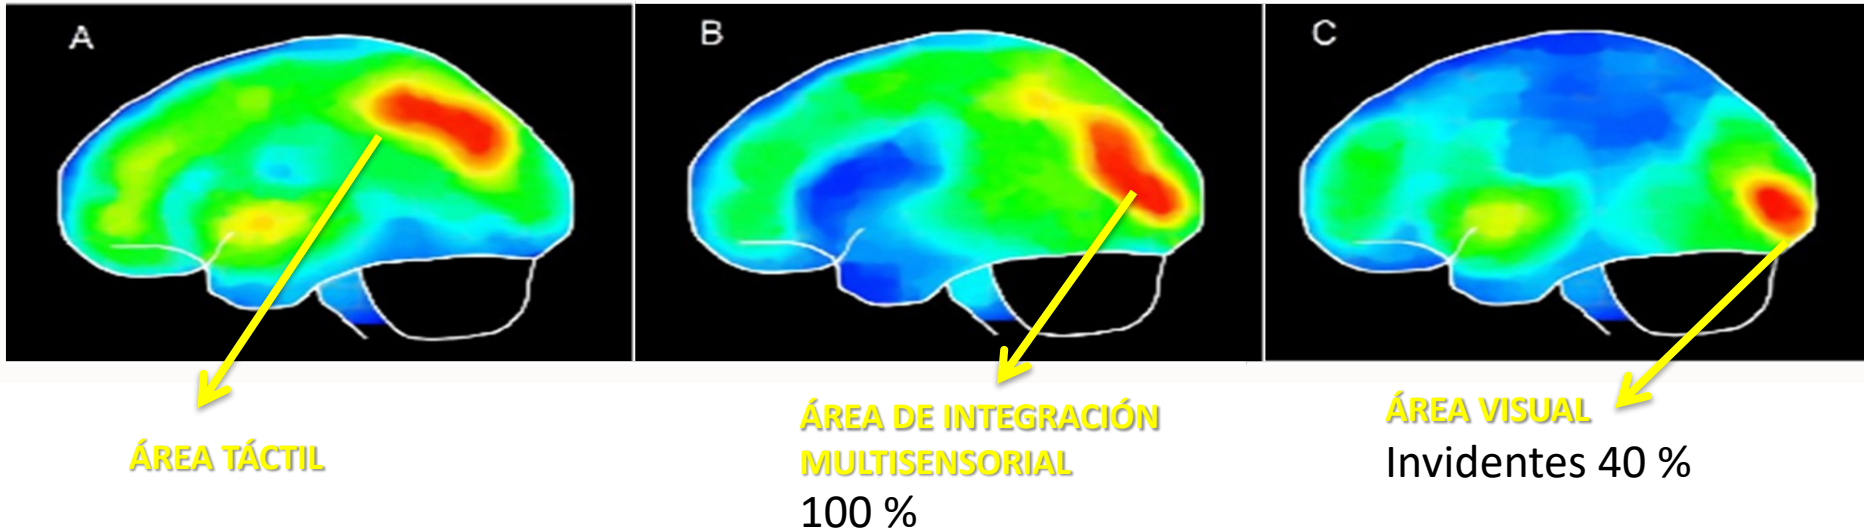 A
B
C
ÁREA TÁCTIL
ÁREA DE INTEGRACIÓN
MULTISENSORIAL
100 %
ÁREA VISUAL
Invidentes 40 %